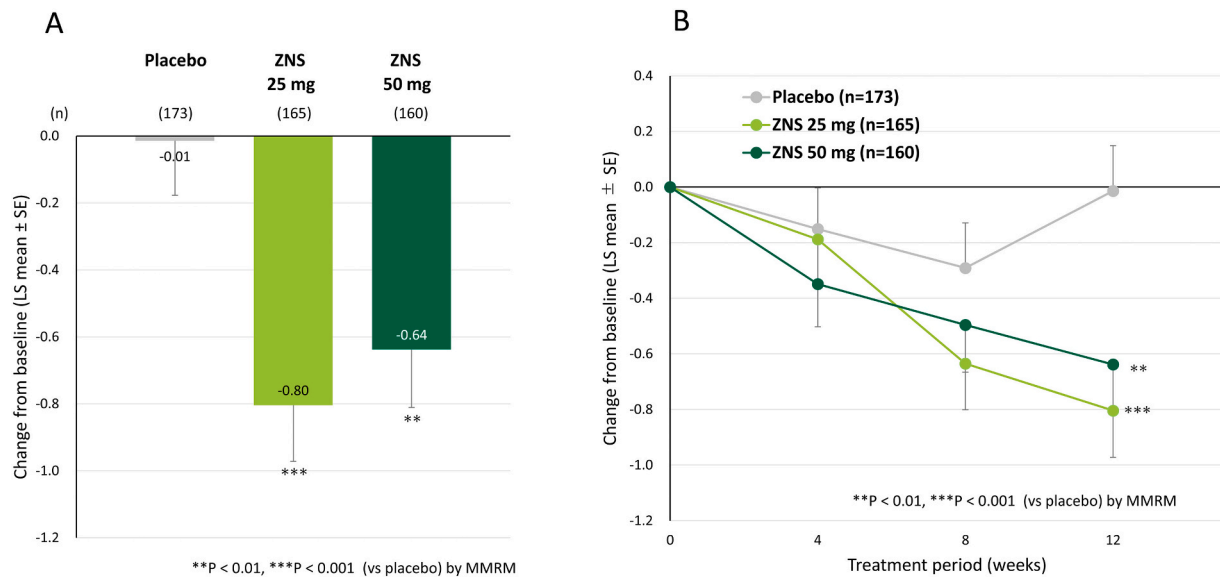 A
Placebo ZNS ZNS
25 mg 50 mg
(n) (173) (165) (160)
0.0
-0.2
-0.4
-0.6
-0.8
-1.0
-1.2
Change from baseline (LS mean ± SE)
-0.01
-0.80
-0.64
***
**
**P < 0.01, ***P < 0.001 (vs placebo) by MMRM
B
0.4
0.2
0.0
-0.2
-0.4
-0.6
-0.8
-1.0
-1.2
Change from baseline (LS mean ± SE)
Placebo (n=173)
ZNS 25 mg (n=165)
ZNS 50 mg (n=160)
**
***
**P < 0.01, ***P < 0.001 (vs placebo) by MMRM
0 4 8 12
Treatment period (weeks)